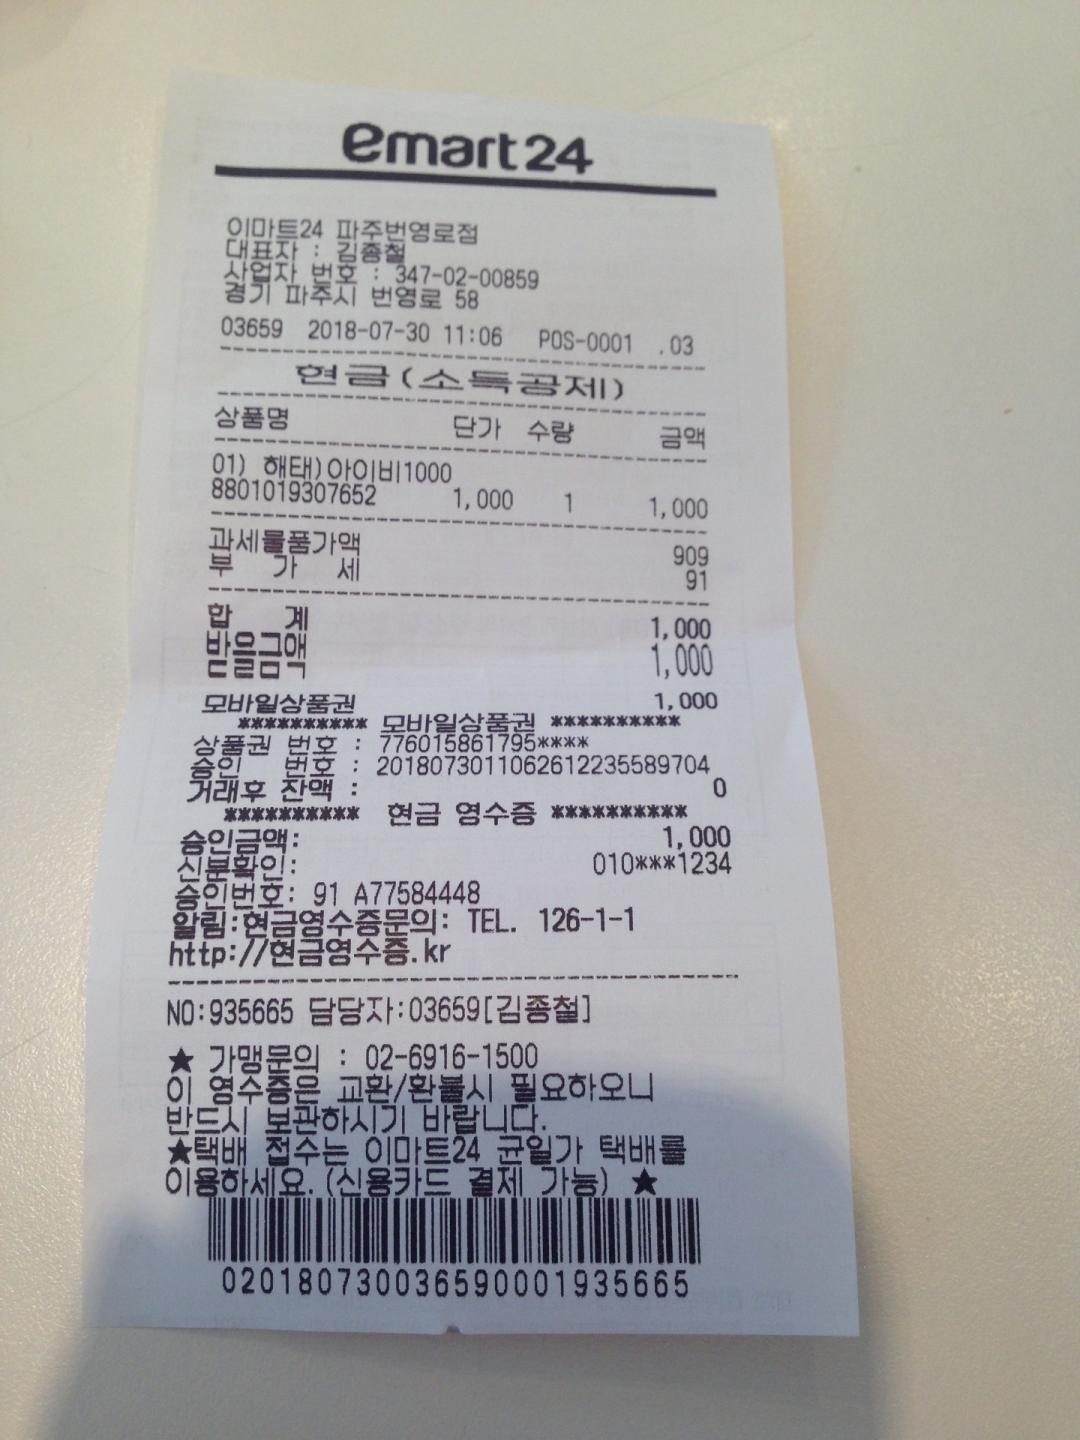 emart24
이마트24 파주번영로점
대표자 : 김종철
사업자 번호 : 347-02-00859
경기 파주시 번영로 58
03659 2018-07-30 11:06 POS-0001 .03
현금(소득공제)
상품명 단가 수량 금액
01) 해태)아이비1000
8801019307652 1,000 1 1,000
과세물품가액 909
부 가 세 91
합 계 1,000
받을금액 1,000
모바일상품권 1,000
********** 모바일상품권 **********
상품권 번호 : 776015861795****
승인 번호 : 2018073011062612235589704
거래후 잔액 : 0
********** 현금 영수증 **********
승인금액: 1,000
신분확인: 010***1234
승인번호: 91 A77584448
알림:현금영수증문의: TEL. 126-1-1
http://현금영수증.kr
NO:935665 담당자:03659[김종철]
★ 가맹문의 : 02-6916-1500
이 영수증은 교환/환불시 필요하오니
반드시 보관하시기 바랍니다.
★택배 접수는 이마트24 균일가 택배를
이용하세요. (신용카드 결제 가능) ★
020180730036590001935665